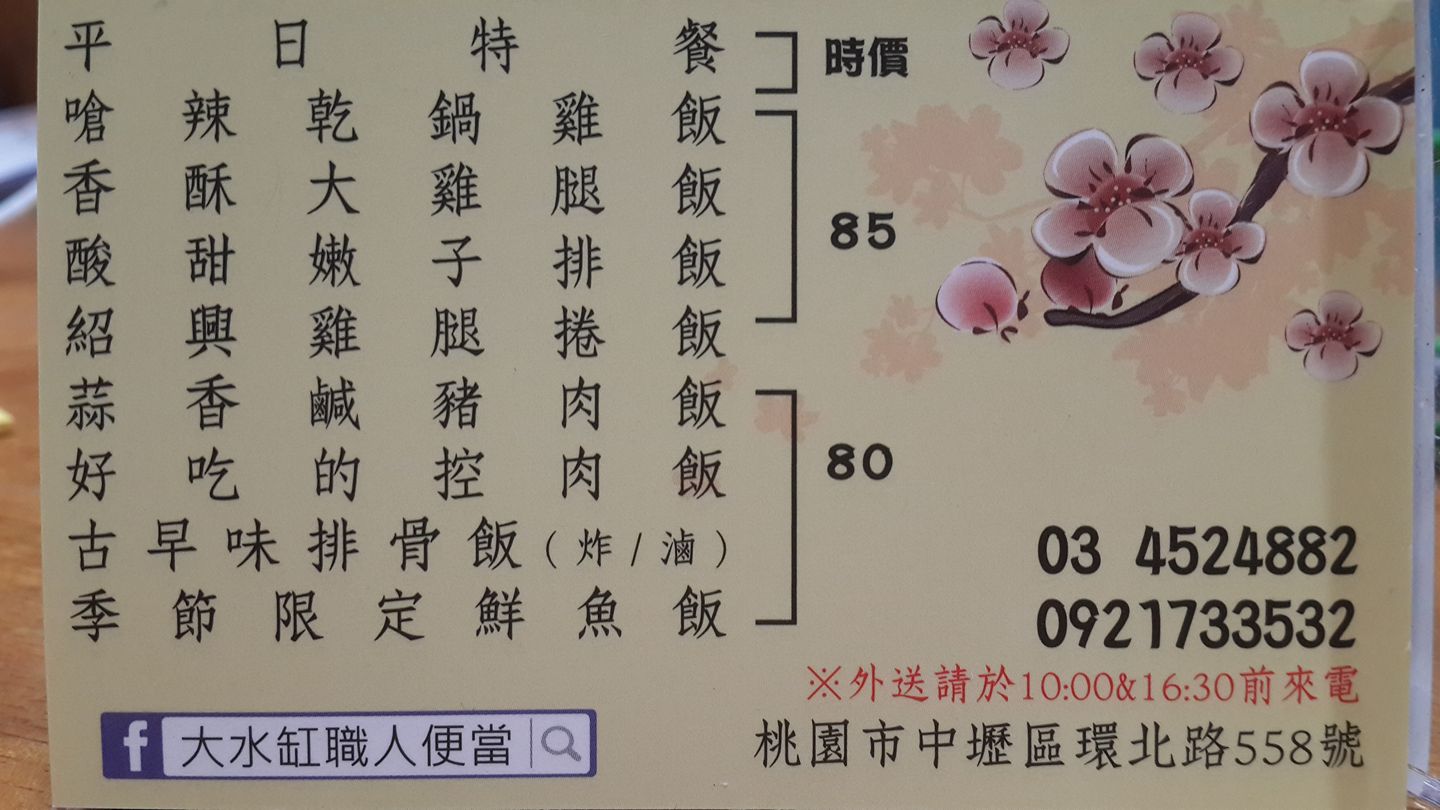 平日特餐 時價
嗆辣乾鍋雞飯
香酥大雞腿飯
酸甜嫩子排飯
紹興雞腿捲飯
85
蒜香鹹豬肉飯
好吃的控肉飯
古早味排骨飯(炸/滷)
季節限定鮮魚飯
80
03 4524882
0921733532
※外送請於10:00&16:30前來電
桃園市中壢區環北路558號
f 大水缸職人便當